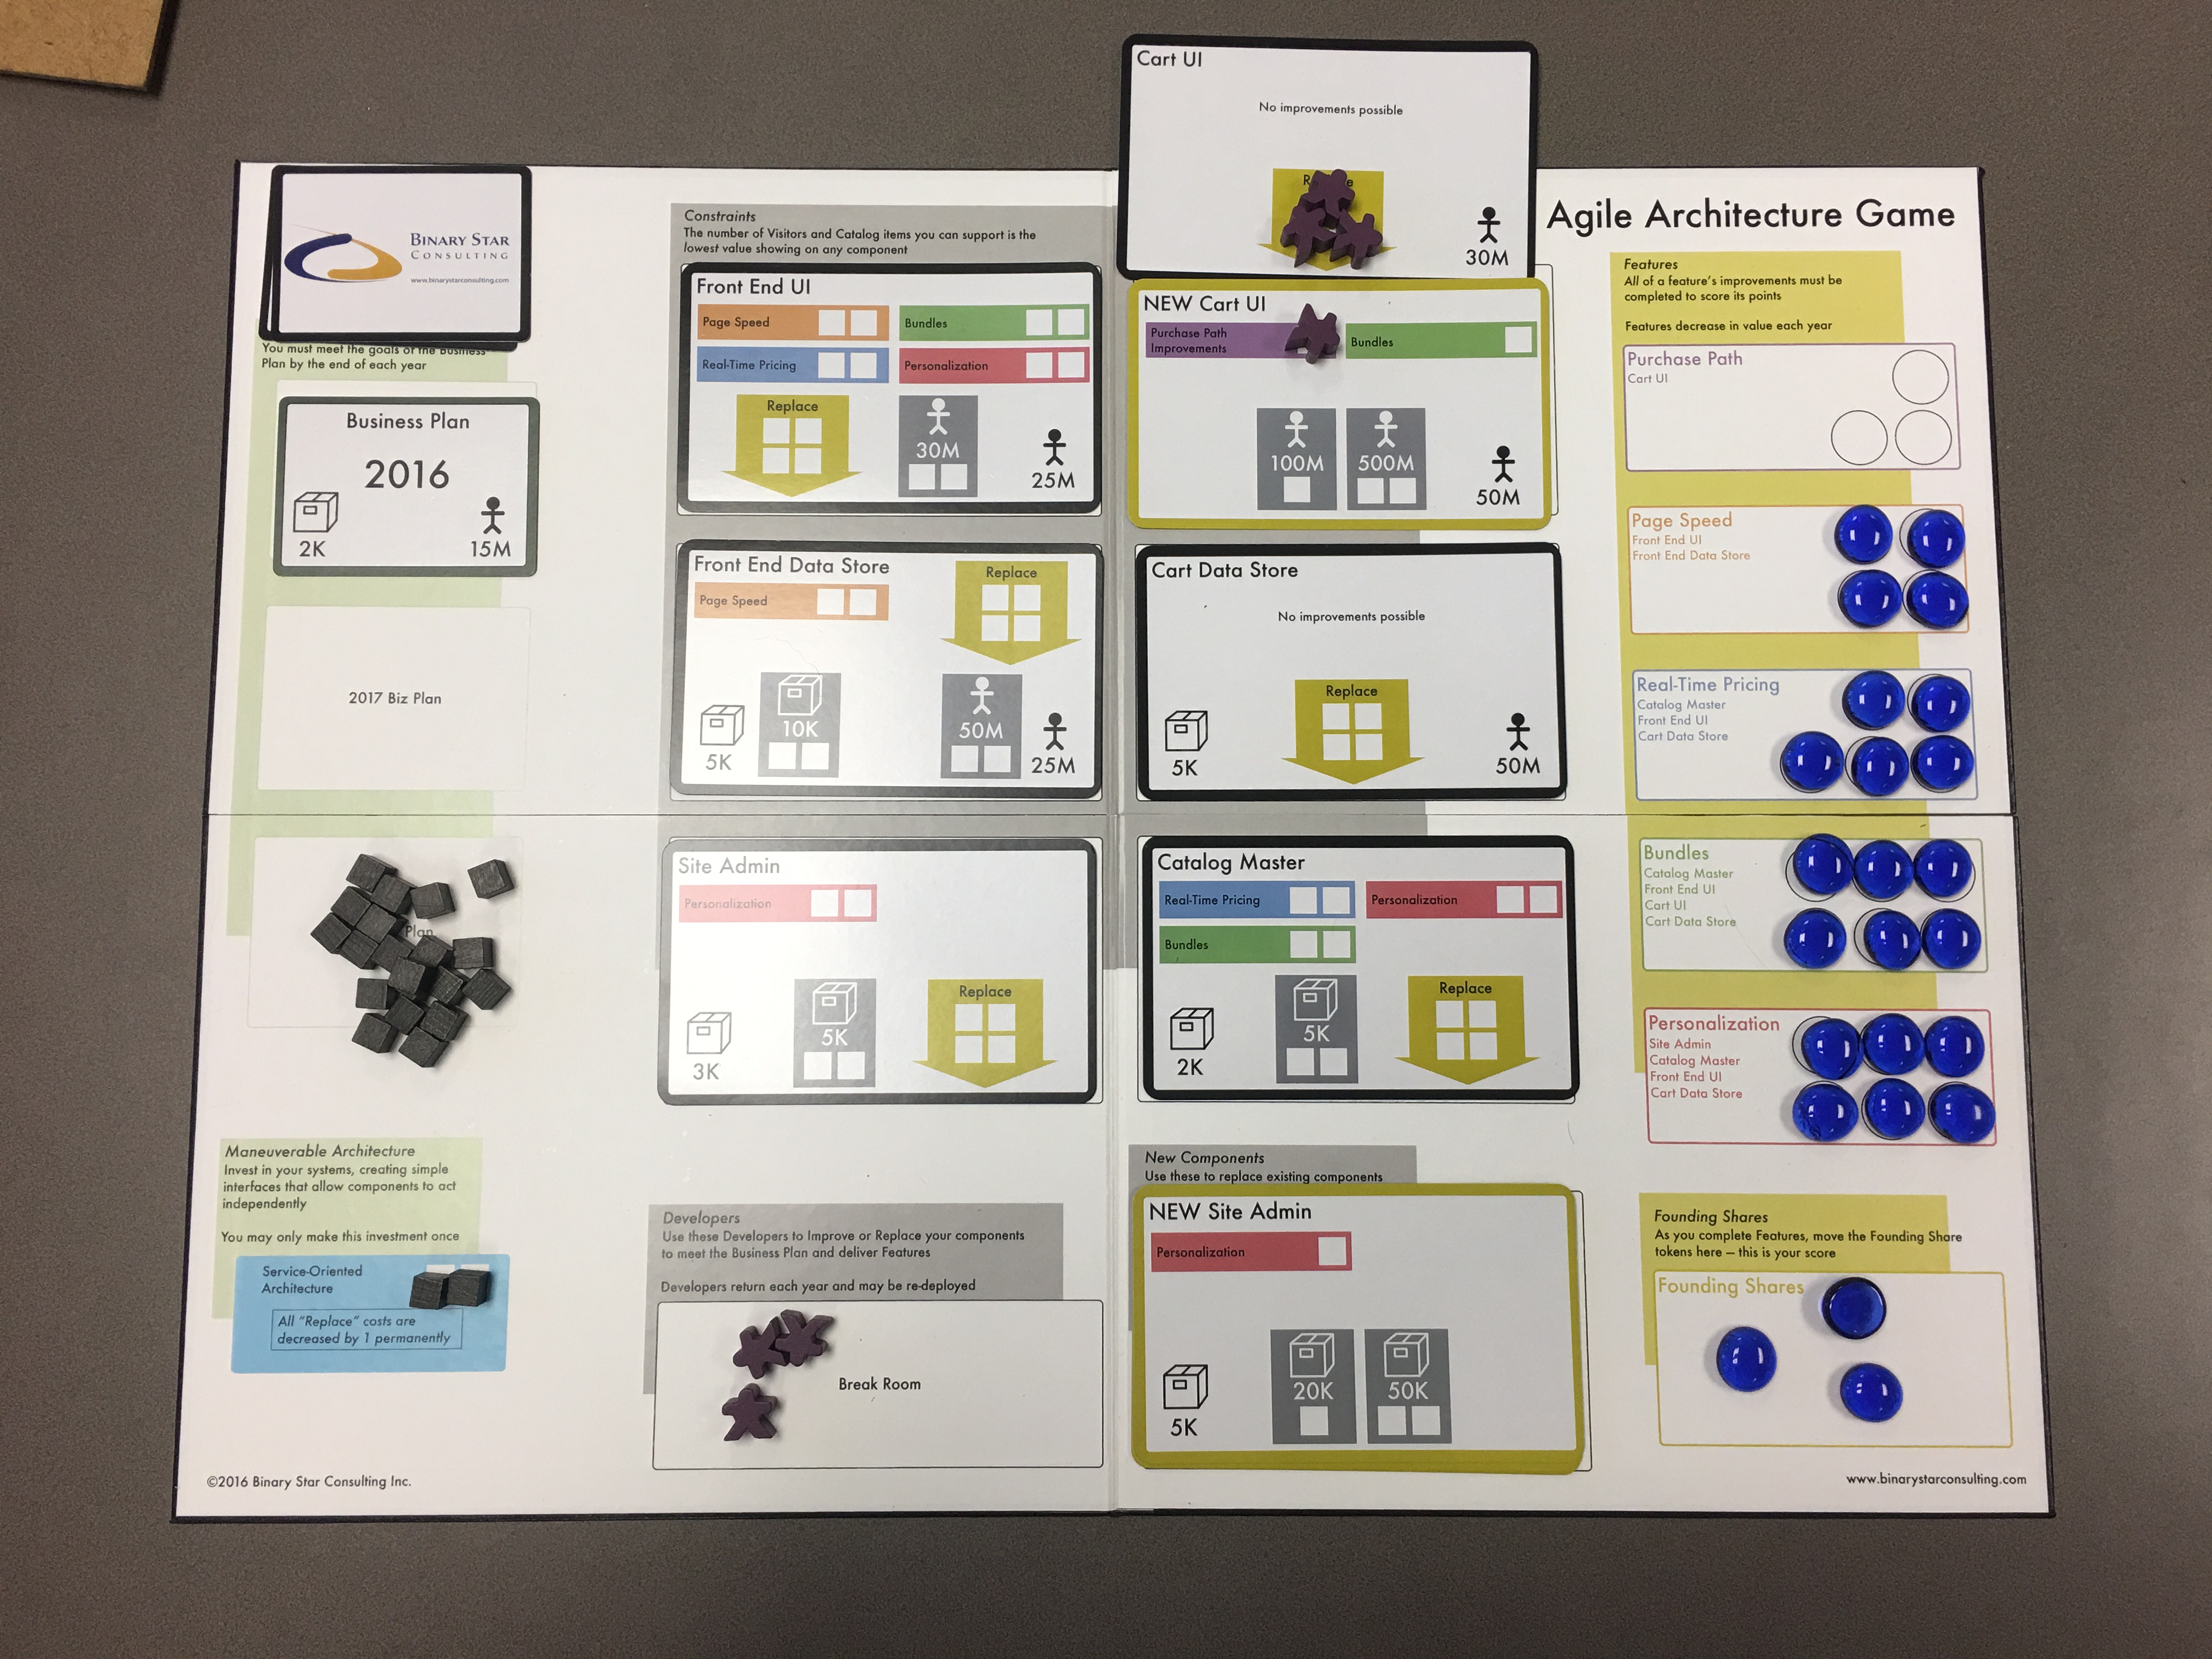 Cart UI
No improvements possible
30M
Agile Architecture Game
BINARY STAR
CONSULTING
www.binarystarconsulting.com
You must meet the goals of the Business
Plan by the end of each year
Business Plan
2016
2K
15M
2017 Biz Plan
Plan
Maneuverable Architecture
Invest in your systems, creating simple
interfaces that allow components to act
independently
You may only make this investment once
Service-Oriented
Architecture
All "Replace" costs are
decreased by 1 permanently
©2016 Binary Star Consulting Inc.
Constraints
The number of Visitors and Catalog items you can support is the
lowest value showing on any component
Front End UI
Page Speed
Bundles
Real-Time Pricing
Personalization
Replace
30M
25M
Front End Data Store
Replace
Page Speed
5K
10K
50M
25M
Site Admin
Personalization
3K
5K
Replace
Developers
Use these Developers to Improve or Replace your components
to meet the Business Plan and deliver Features
Developers return each year and may be re-deployed
Break Room
NEW Cart UI
Purchase Path
Improvements
Bundles
100M
500M
50M
Cart Data Store
No improvements possible
Replace
5K
50M
Catalog Master
Real-Time Pricing
Personalization
Bundles
2K
5K
Replace
New Components
Use these to replace existing components
NEW Site Admin
Personalization
5K
20K
50K
Features
All of a feature's improvements must be
completed to score its points
Features decrease in value each year
Purchase Path
Cart UI
Page Speed
Front End UI
Front End Data Store
Real-Time Pricing
Catalog Master
Front End UI
Cart Data Store
Bundles
Catalog Master
Front End UI
Cart UI
Cart Data Store
Personalization
Site Admin
Catalog Master
Front End UI
Cart Data Store
Founding Shares
As you complete Features, move the Founding Share
tokens here – this is your score
Founding Shares
www.binarystarconsulting.com